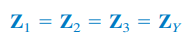 Z₁ = Z₂ = Z₃ = Z_Y